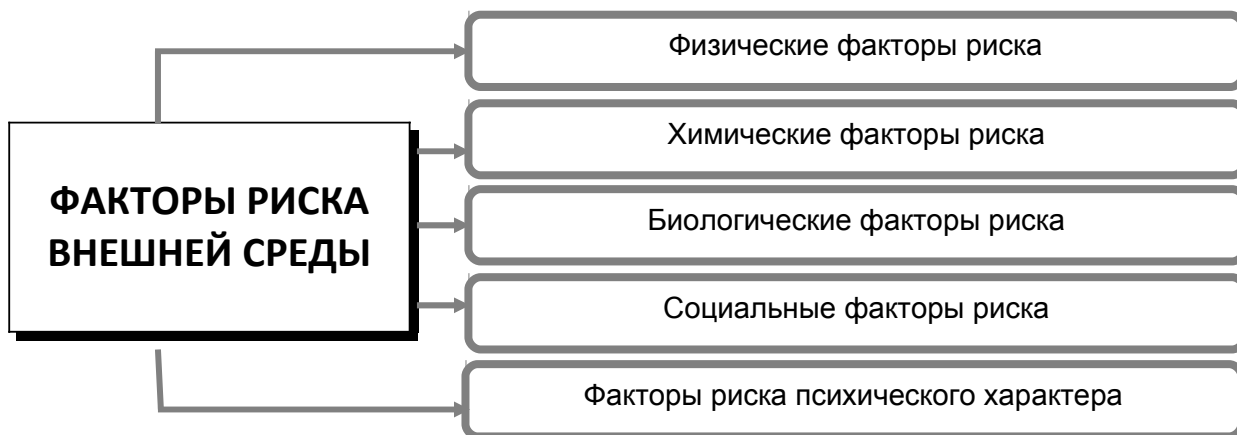 Физические факторы риска
Химические факторы риска
ФАКТОРЫ РИСКА
ВНЕШНЕЙ СРЕДЫ
Биологические факторы риска
Социальные факторы риска
Факторы риска психического характера